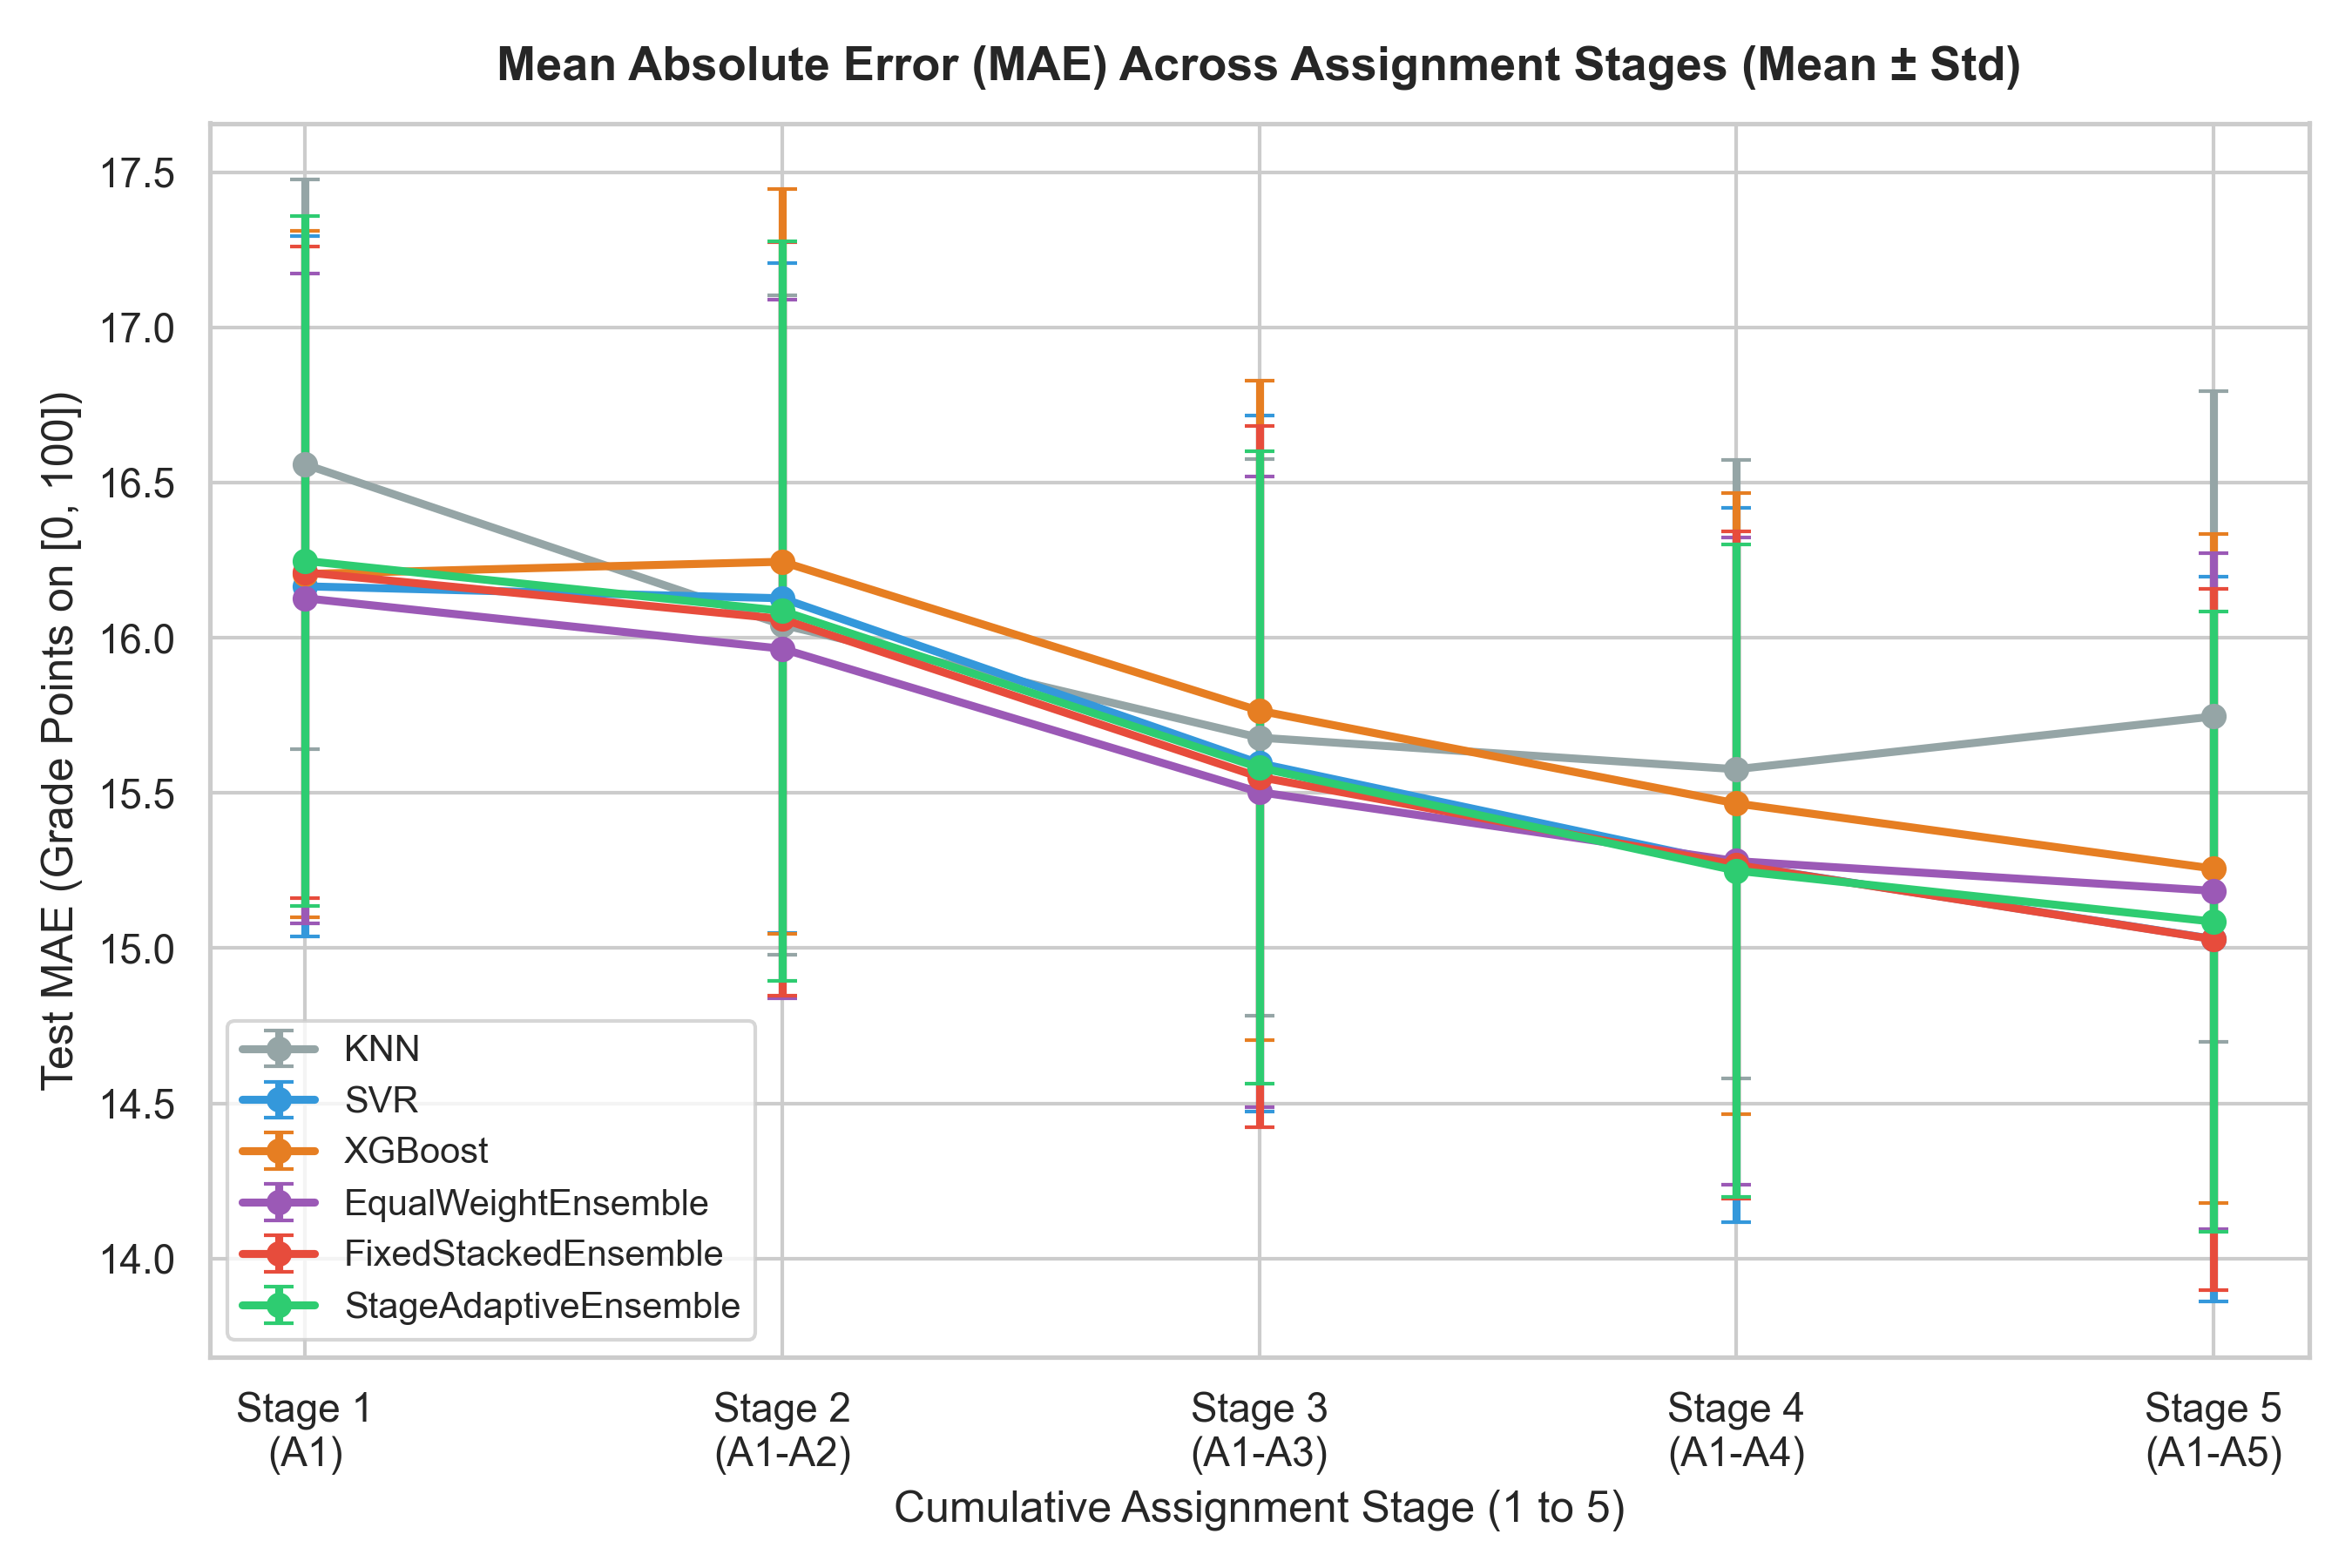 Mean Absolute Error (MAE) Across Assignment Stages (Mean ± Std)
Test MAE (Grade Points on [0, 100])
17.5
17.0
16.5
16.0
15.5
15.0
14.5
14.0
KNN
SVR
XGBoost
EqualWeightEnsemble
FixedStackedEnsemble
StageAdaptiveEnsemble
Stage 1
(A1)
Stage 2
(A1-A2)
Stage 3
(A1-A3)
Stage 4
(A1-A4)
Stage 5
(A1-A5)
Cumulative Assignment Stage (1 to 5)